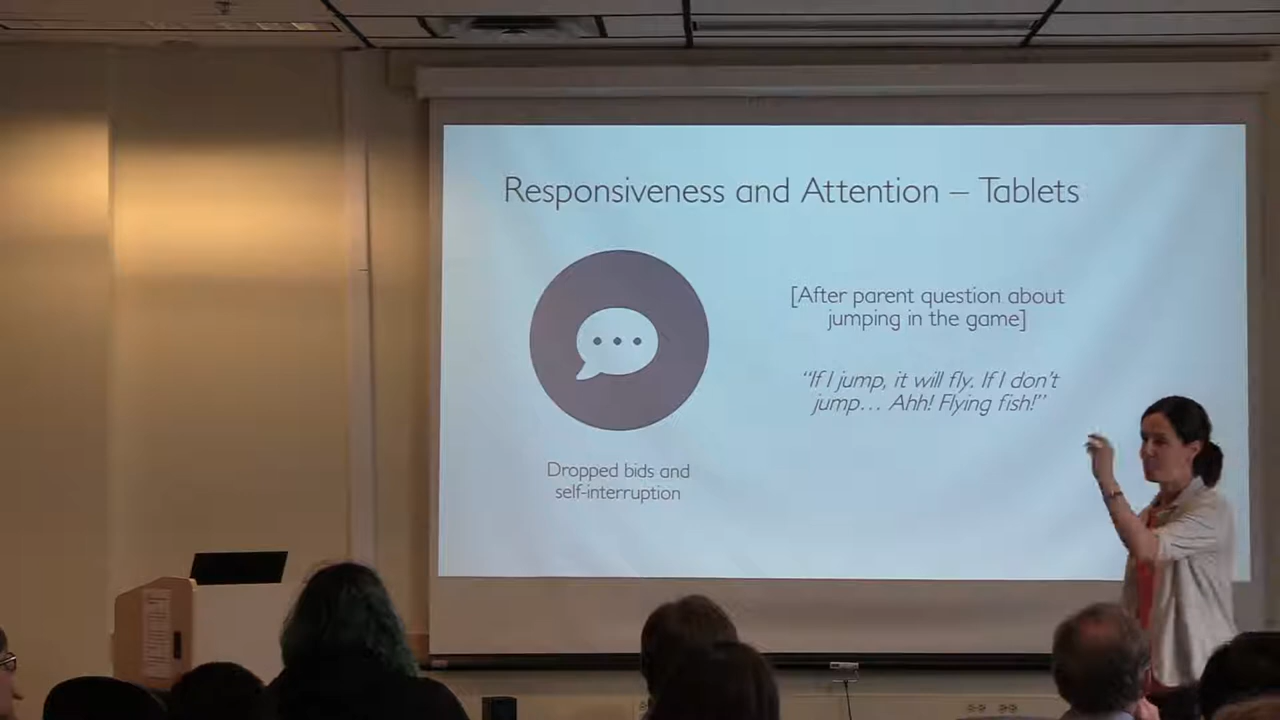 Responsiveness and Attention – Tablets
[After parent question about
jumping in the game]
“If I jump, it will fly. If I don’t
jump… Ahh! Flying fish!”
Dropped bids and
self-interruption